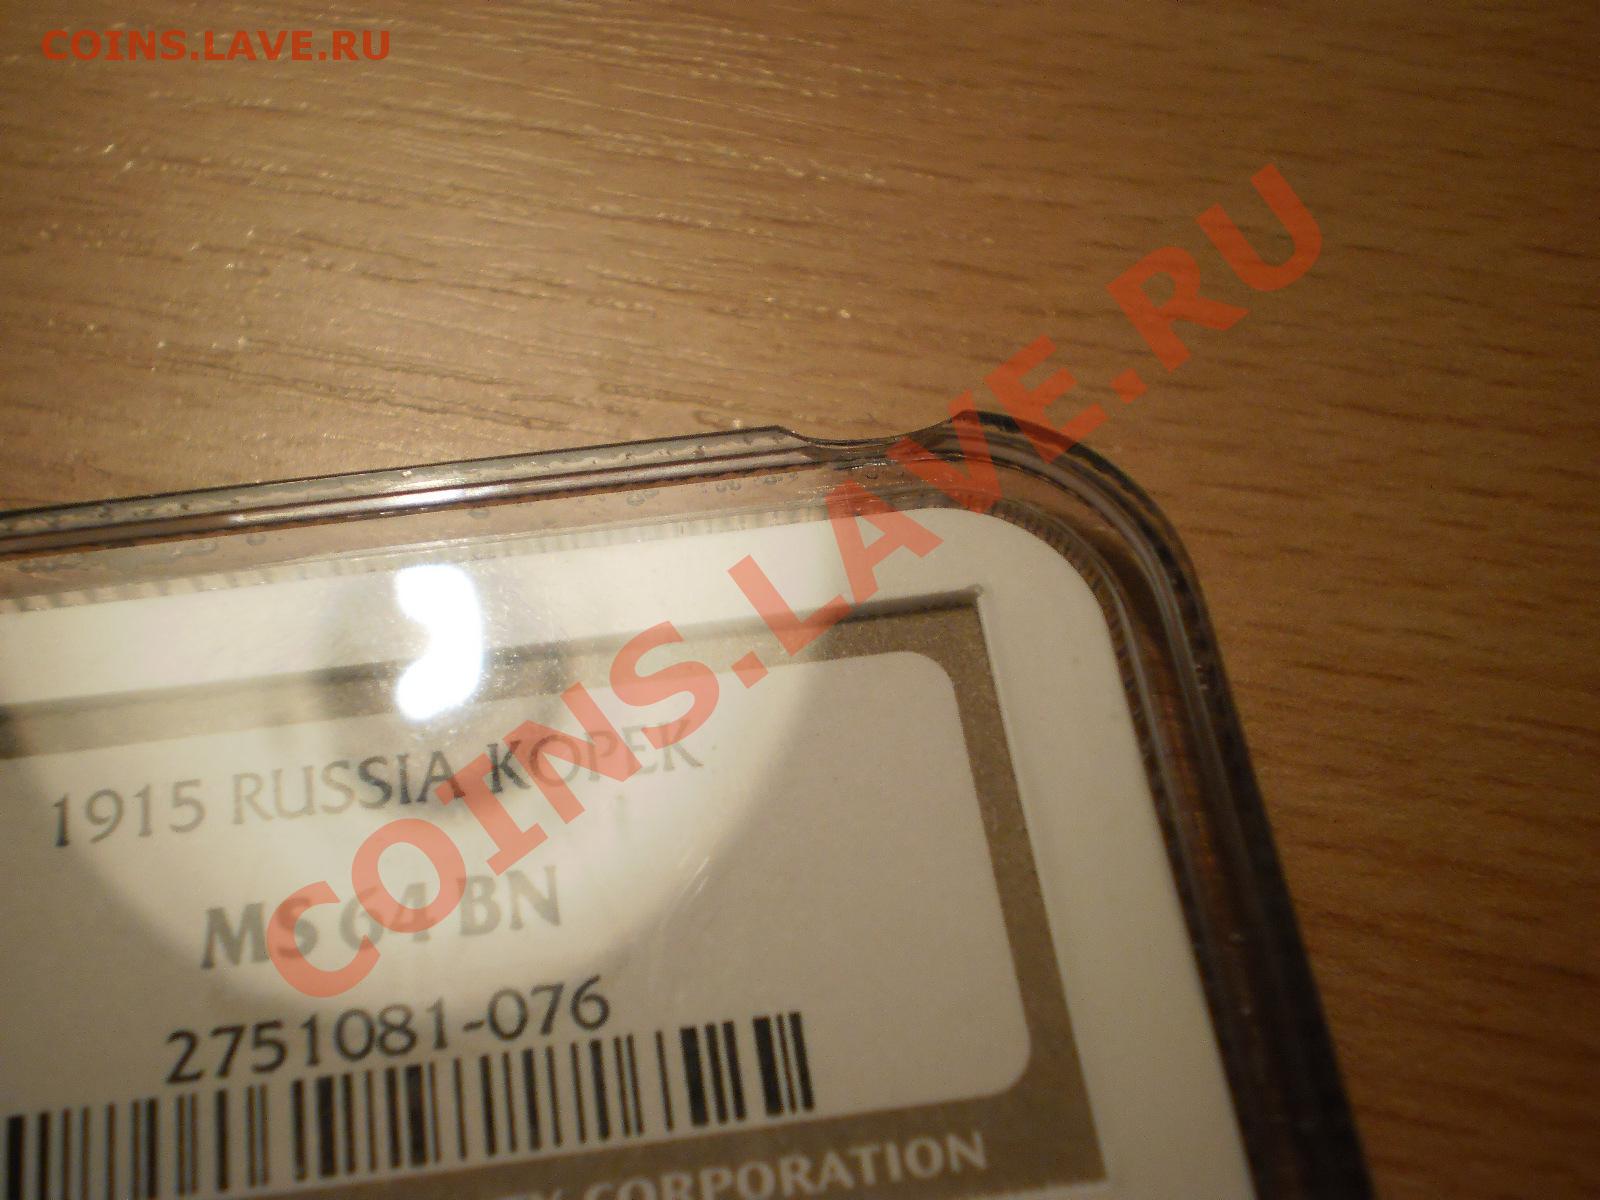 COINS.LAVE.RU
COINS.LAVE.RU
1915 RUSSIA KOPEK
MS 64 BN
2751081-076
CORPORATION